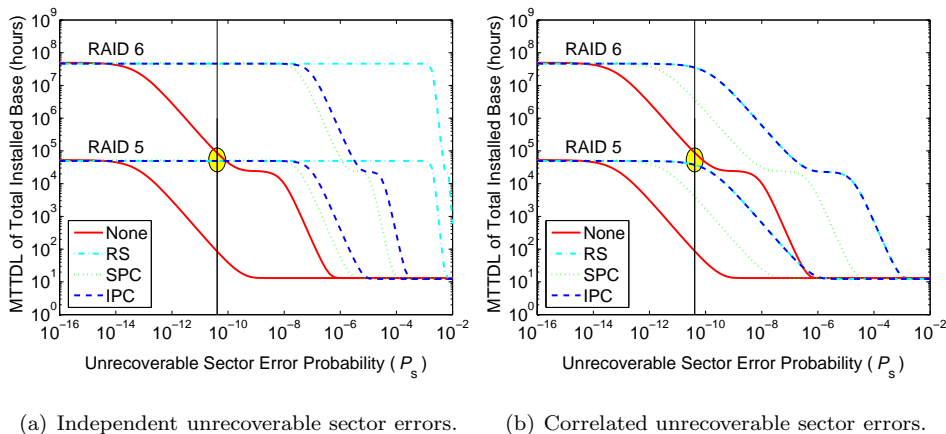 MTTDL of Total Installed Base (hours)
10^9
10^8
10^7
10^6
10^5
10^4
10^3
10^2
10^1
10^0
RAID 6
RAID 5
None
RS
SPC
IPC
10^−16 10^−14 10^−12 10^−10 10^−8 10^−6 10^−4 10^−2
Unrecoverable Sector Error Probability ( P_s )
(a) Independent unrecoverable sector errors.
MTTDL of Total Installed Base (hours)
10^9
10^8
10^7
10^6
10^5
10^4
10^3
10^2
10^1
10^0
RAID 6
RAID 5
None
RS
SPC
IPC
10^−16 10^−14 10^−12 10^−10 10^−8 10^−6 10^−4 10^−2
Unrecoverable Sector Error Probability ( P_s )
(b) Correlated unrecoverable sector errors.